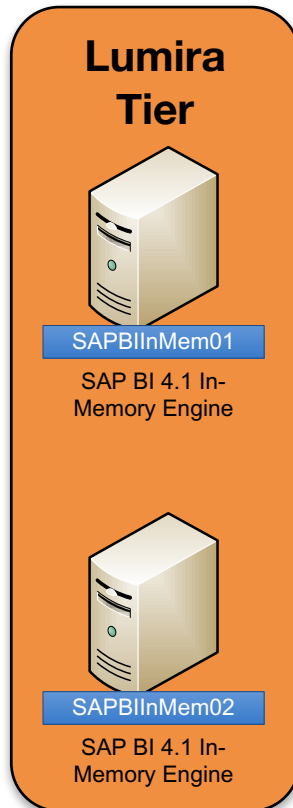 Lumira
Tier
SAPBIInMem01
SAP BI 4.1 In-
Memory Engine
SAPBIInMem02
SAP BI 4.1 In-
Memory Engine